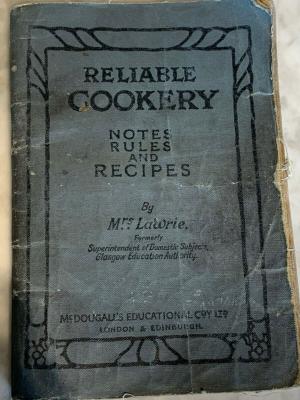 RELIABLE
COOKERY
NOTES
RULES
AND
RECIPES
By
Mrs Lawrie,
Formerly
Superintendent of Domestic Subjects,
Glasgow Education Authority.
McDOUGALL'S EDUCATIONAL COY LTD
LONDON & EDINBURGH.